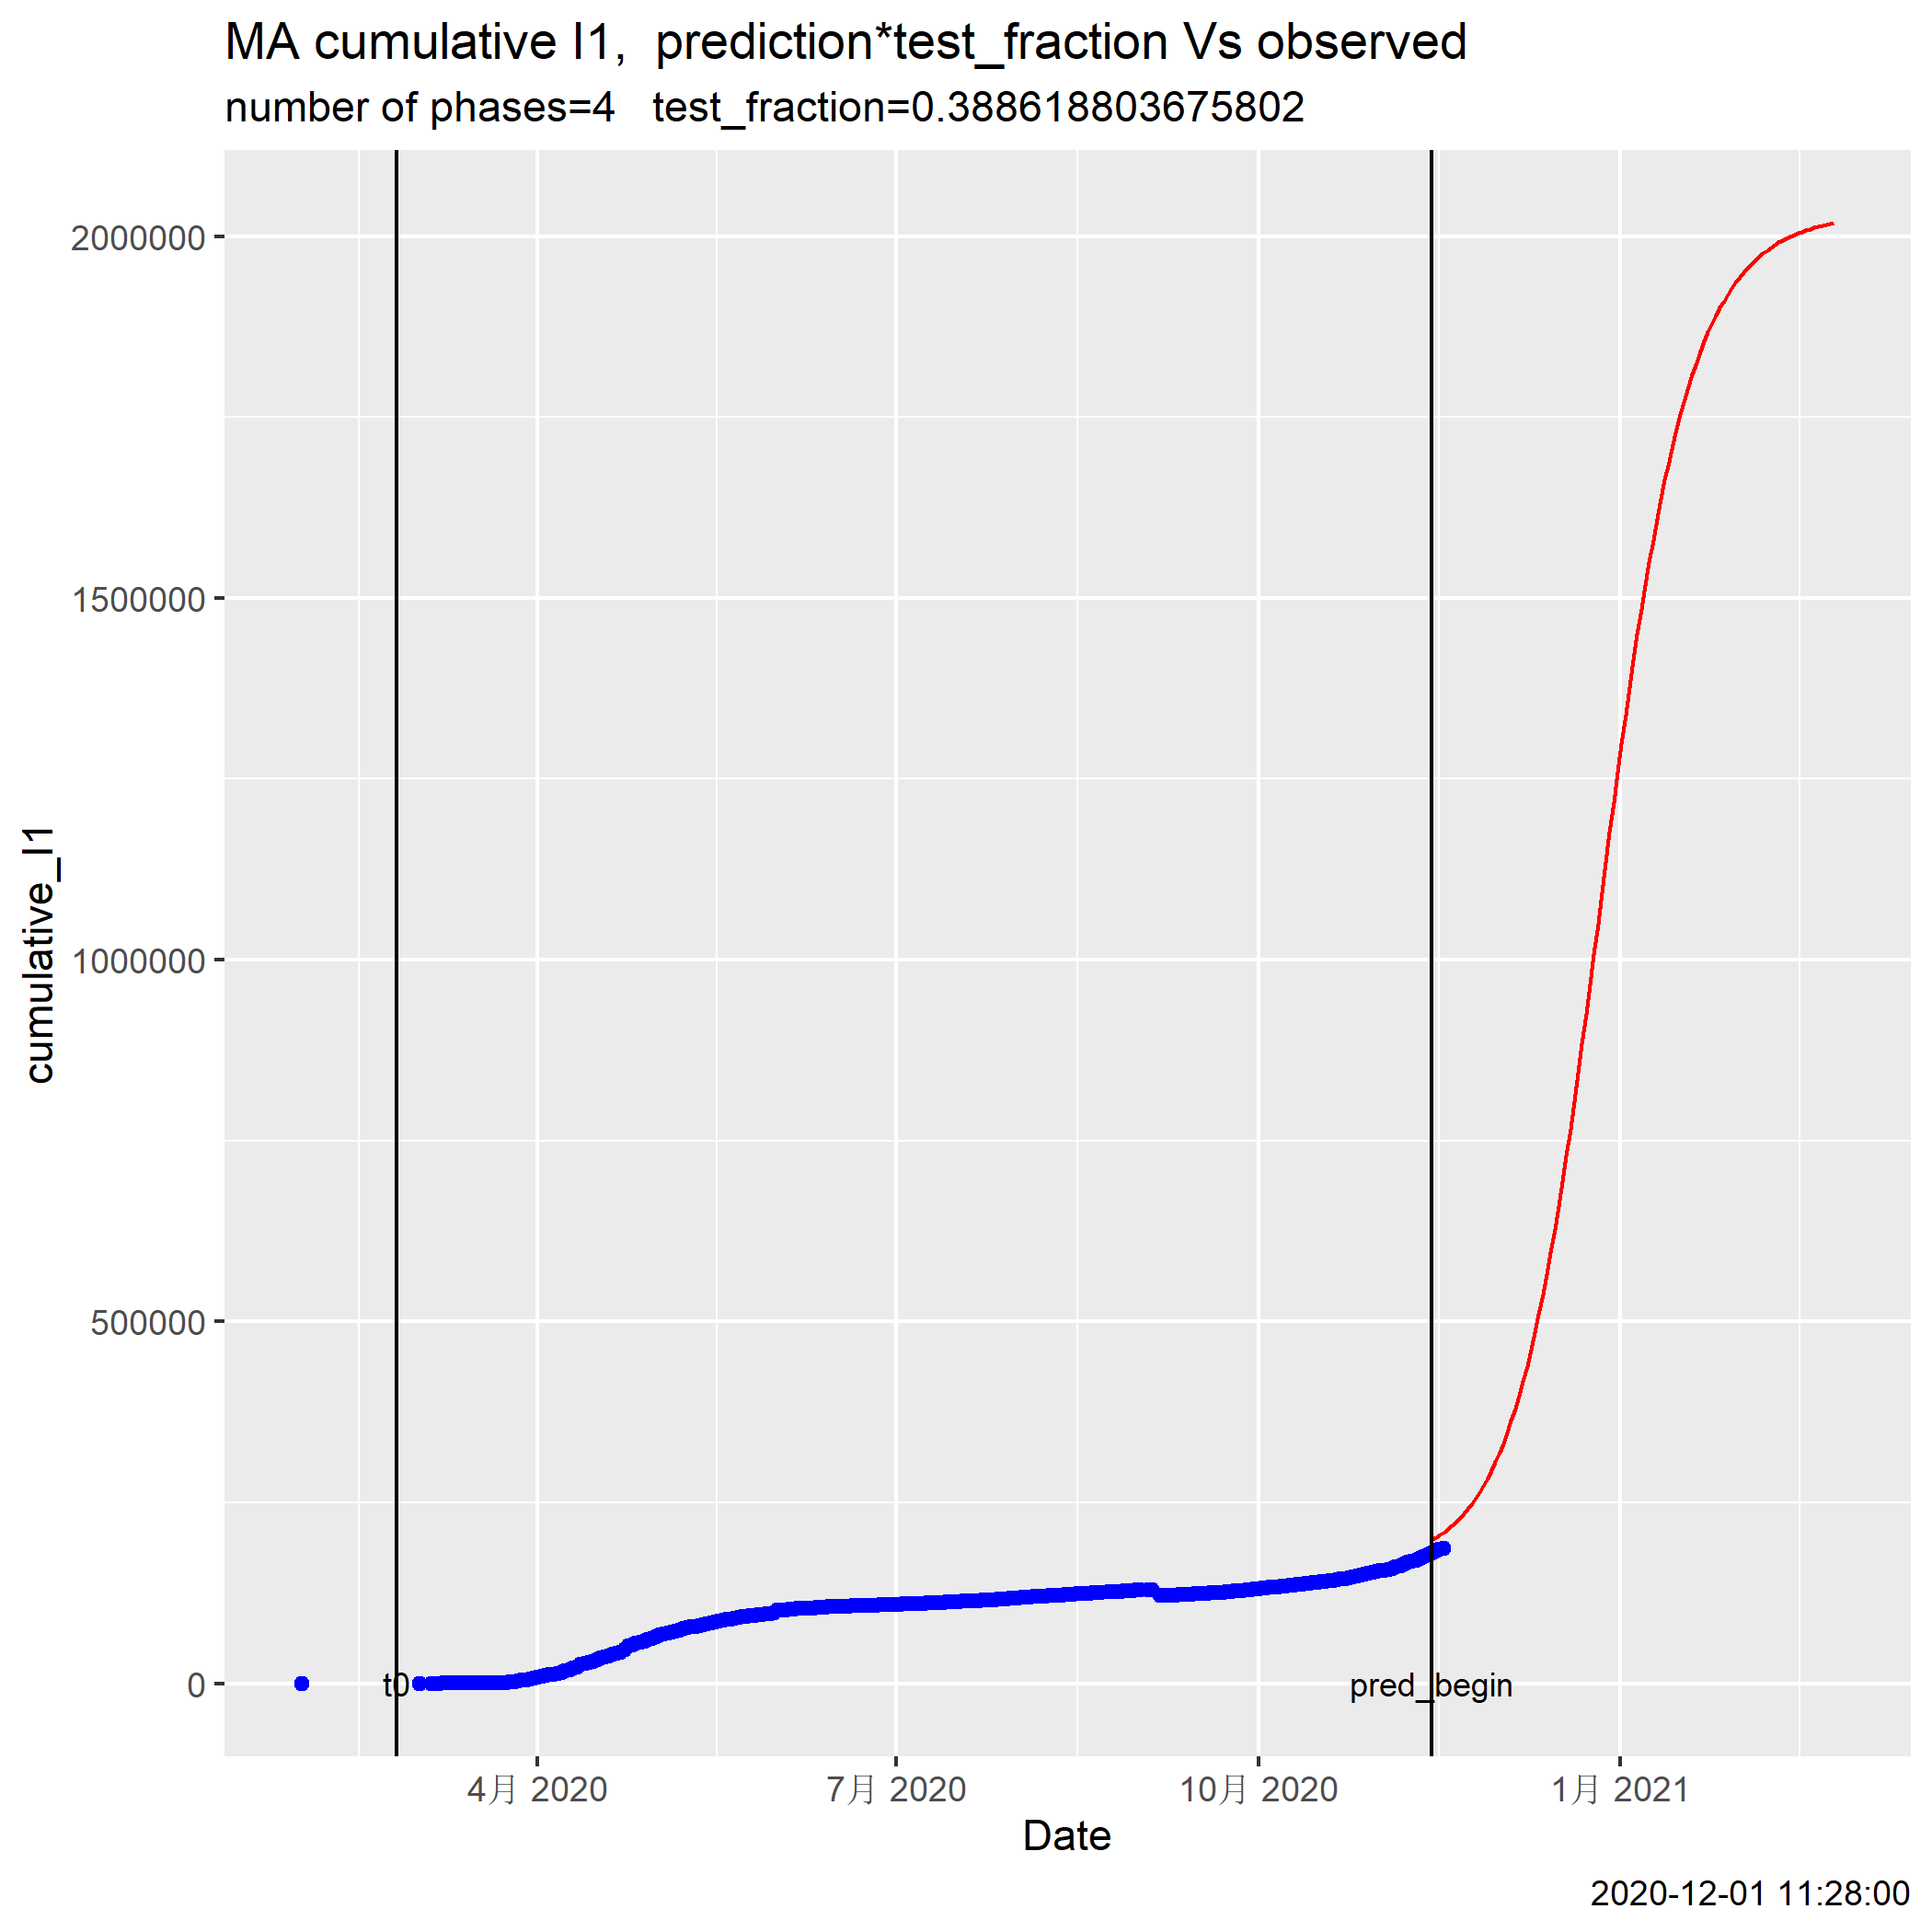 MA cumulative I1,  prediction*test_fraction Vs observed
number of phases=4   test_fraction=0.388618803675802
cumulative_I1
2000000
1500000
1000000
500000
0
t0
pred_begin
4月 2020
7月 2020
10月 2020
1月 2021
Date
2020-12-01 11:28:00